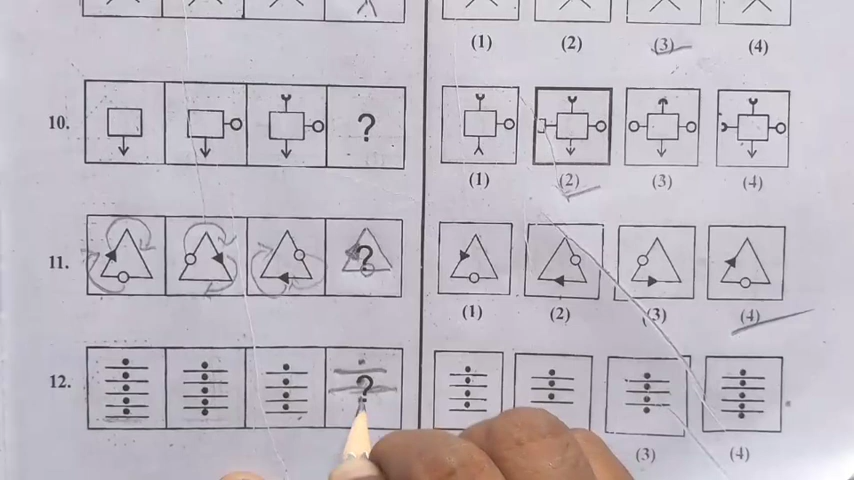 (1) (2) (3) (4)
10. ?
(1) (2) (3) (4)
11. ?
(1) (2) (3) (4)
12. ?
(3) (4)